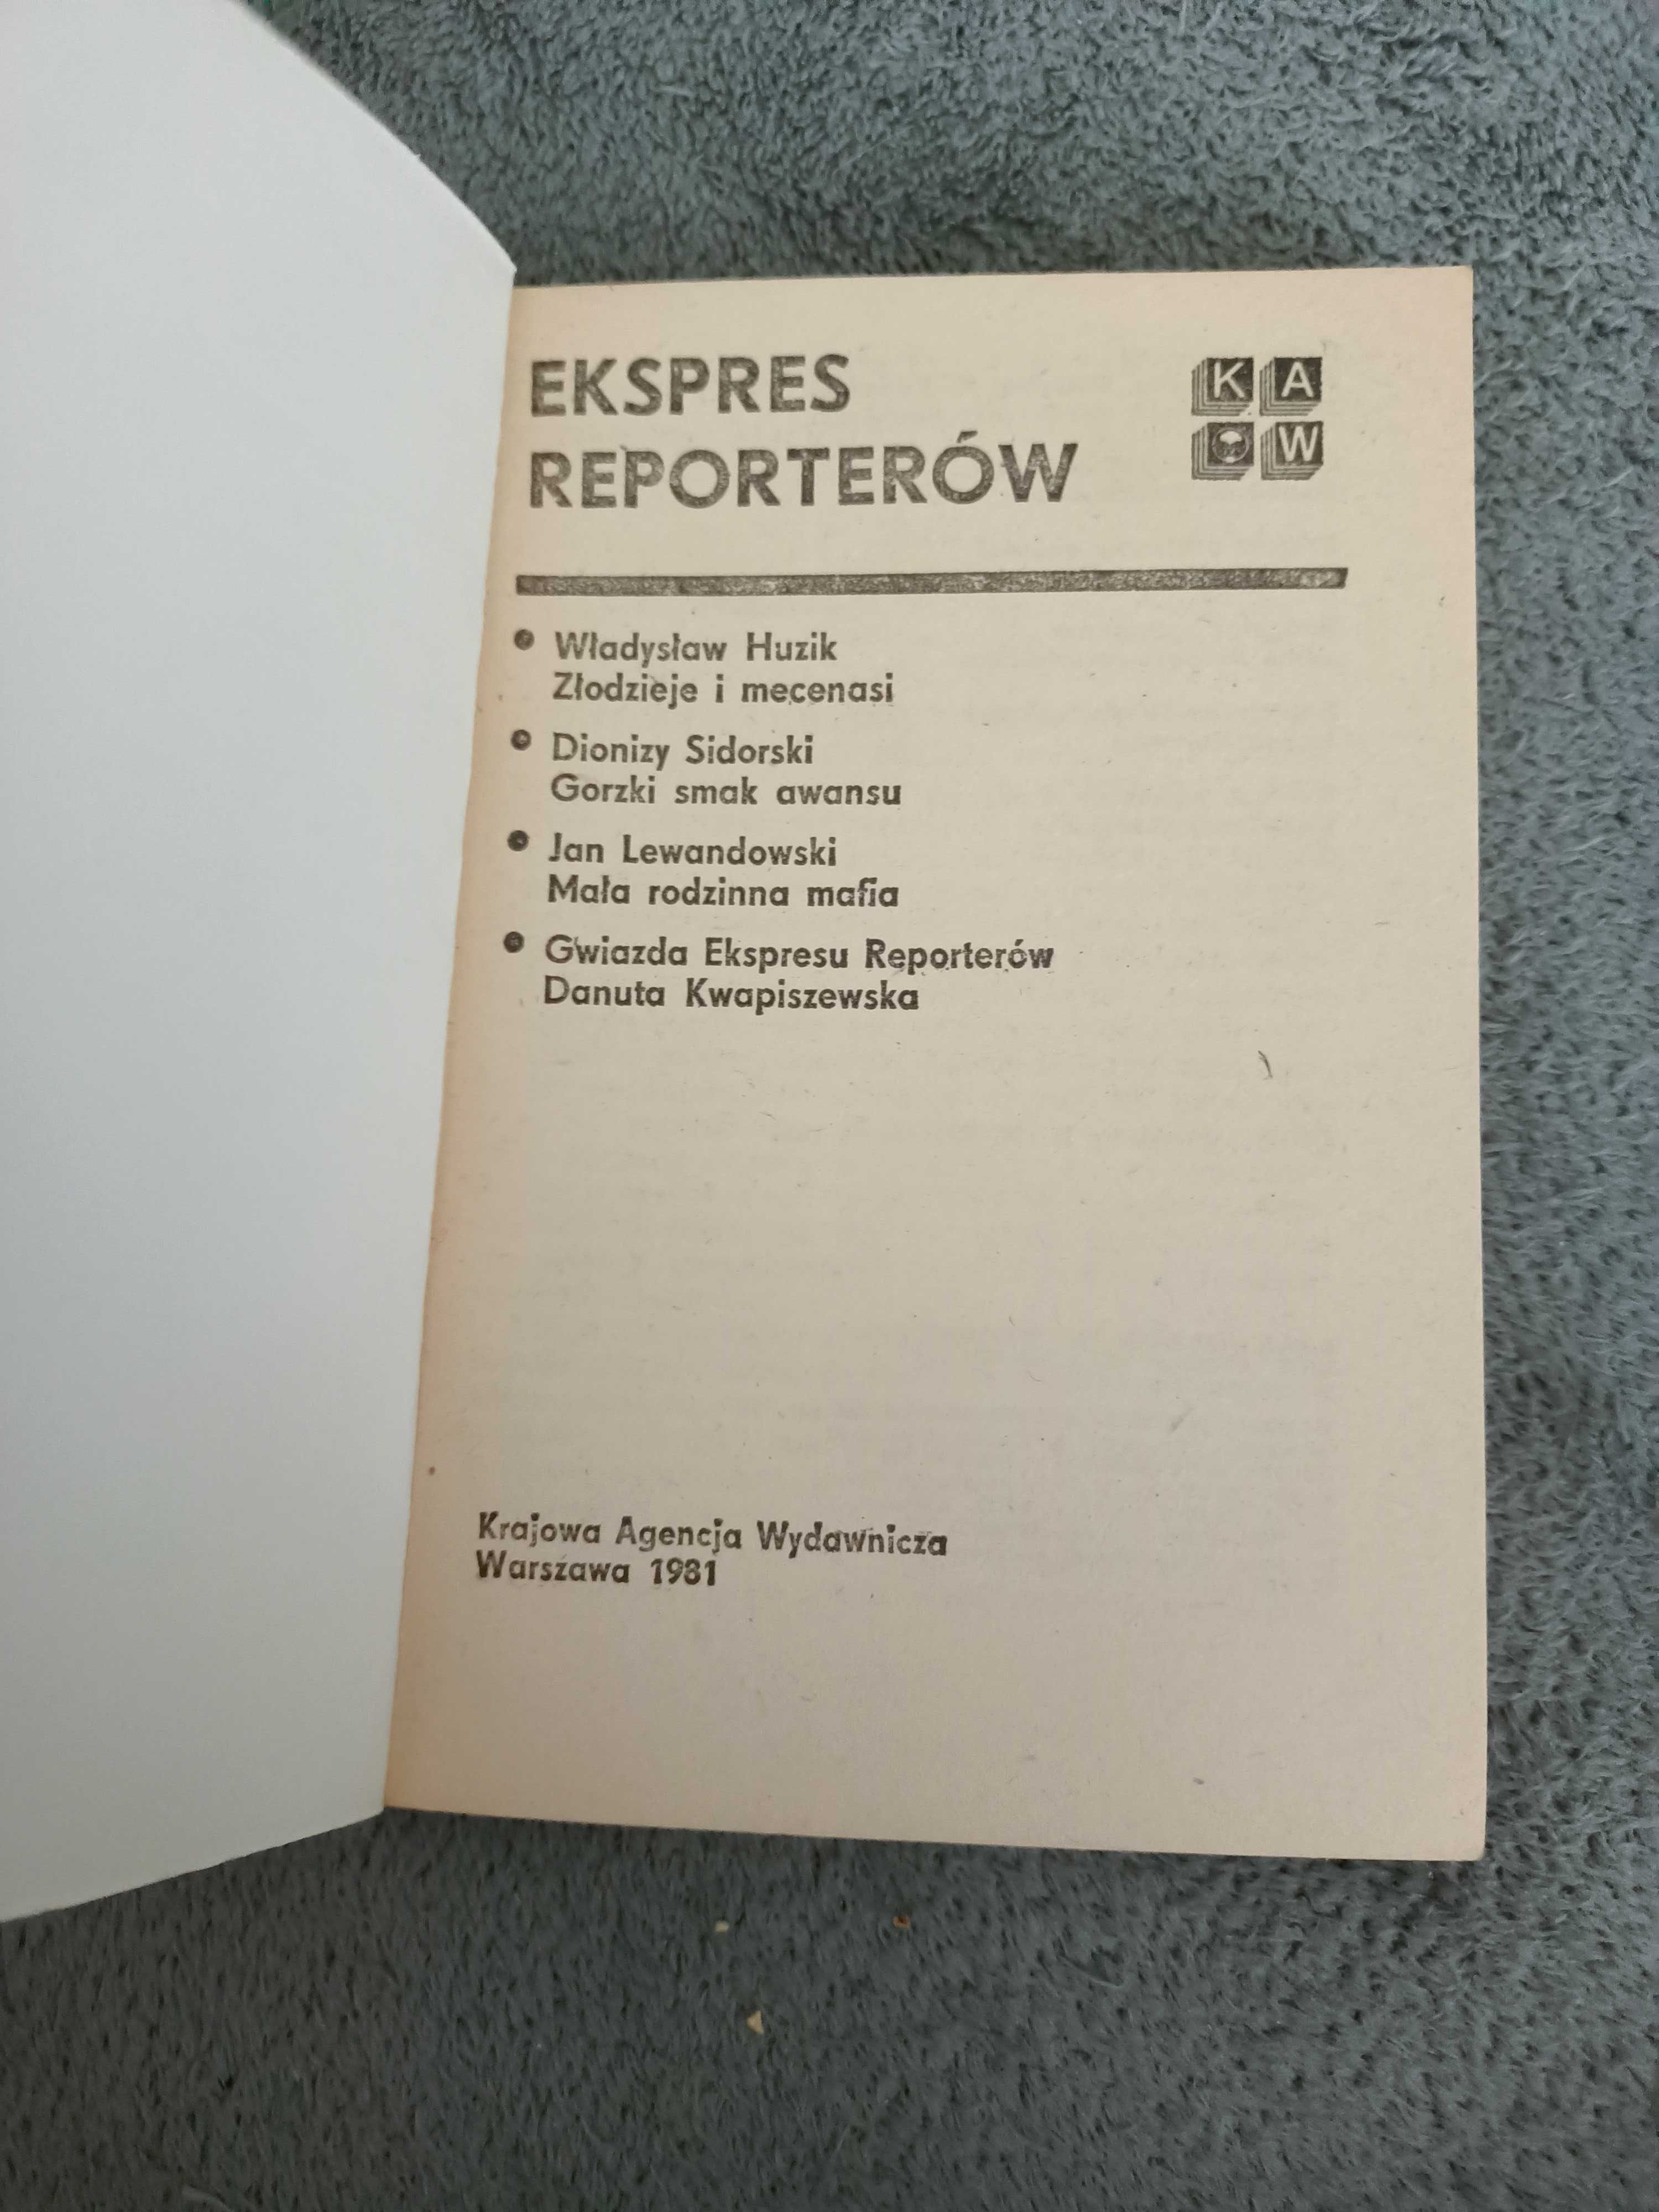 EKSPRES
REPORTERÓW
K A
W
Władysław Huzik
Złodzieje i mecenasi
Dionizy Sidorski
Gorzki smak awansu
Jan Lewandowski
Mała rodzinna mafia
Gwiazda Ekspresu Reporterów
Danuta Kwapiszewska
Krajowa Agencja Wydawnicza
Warszawa 1981